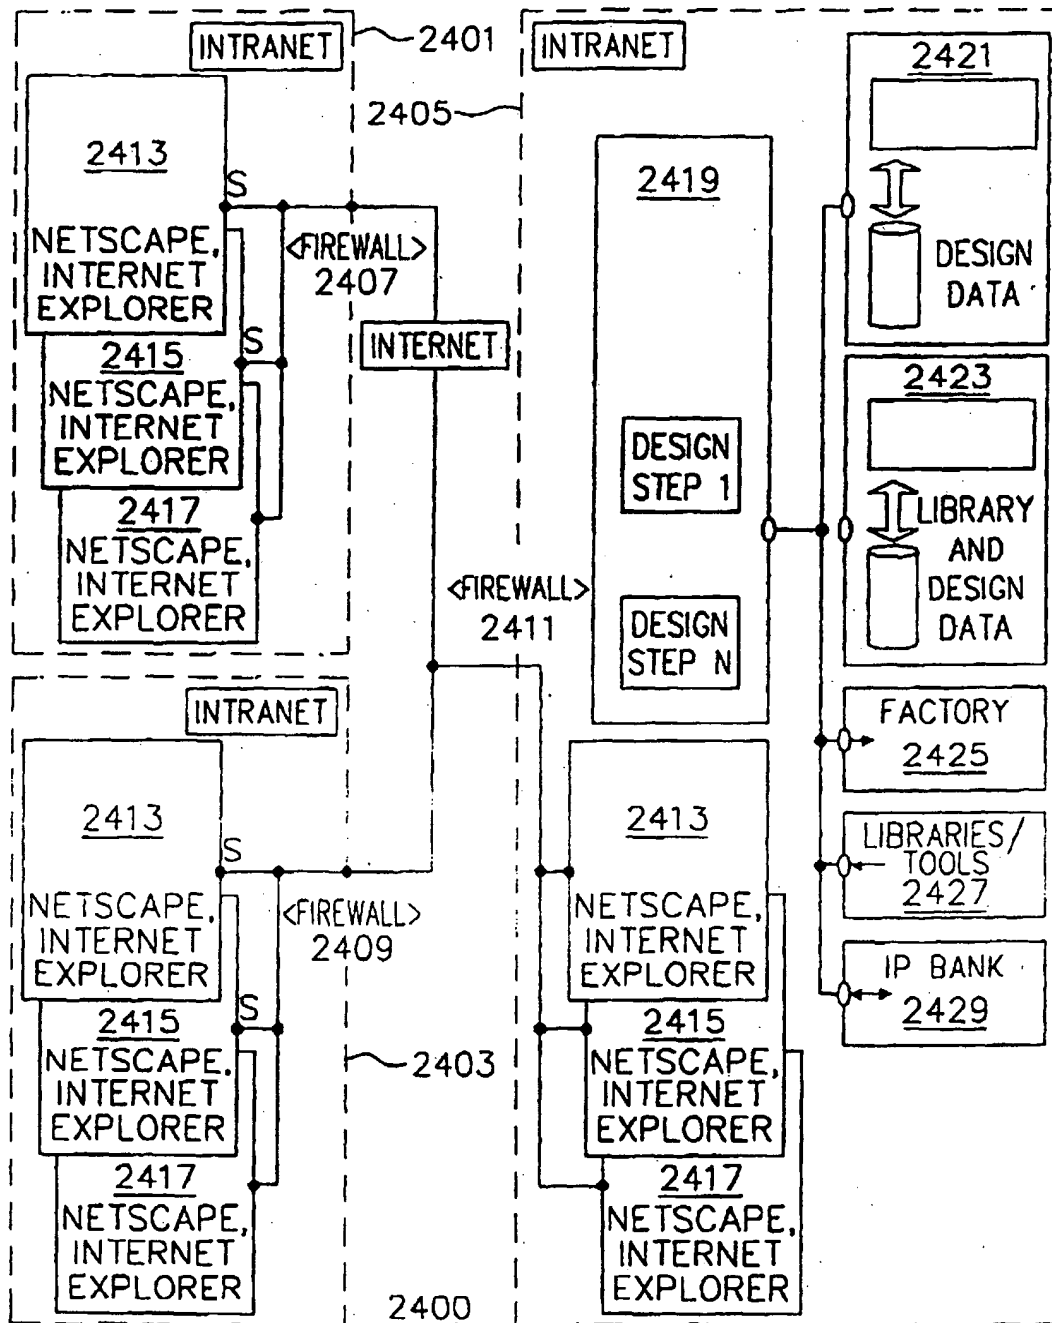 INTRANET
2401
2413
S
NETSCAPE,
INTERNET
EXPLORER
S
2415
NETSCAPE,
INTERNET
EXPLORER
2417
NETSCAPE,
INTERNET
EXPLORER
<FIREWALL>
2407
INTERNET
2405
INTRANET
2419
DESIGN
STEP 1
DESIGN
STEP N
<FIREWALL>
2411
2421
DESIGN
DATA
2423
LIBRARY
AND
DESIGN
DATA
FACTORY
2425
LIBRARIES/
TOOLS
2427
IP BANK
2429
INTRANET
2413
S
NETSCAPE,
INTERNET
EXPLORER
S
2415
NETSCAPE,
INTERNET
EXPLORER
2417
NETSCAPE,
INTERNET
EXPLORER
<FIREWALL>
2409
2403
2413
NETSCAPE,
INTERNET
EXPLORER
2415
NETSCAPE,
INTERNET
EXPLORER
2417
NETSCAPE,
INTERNET
EXPLORER
2400